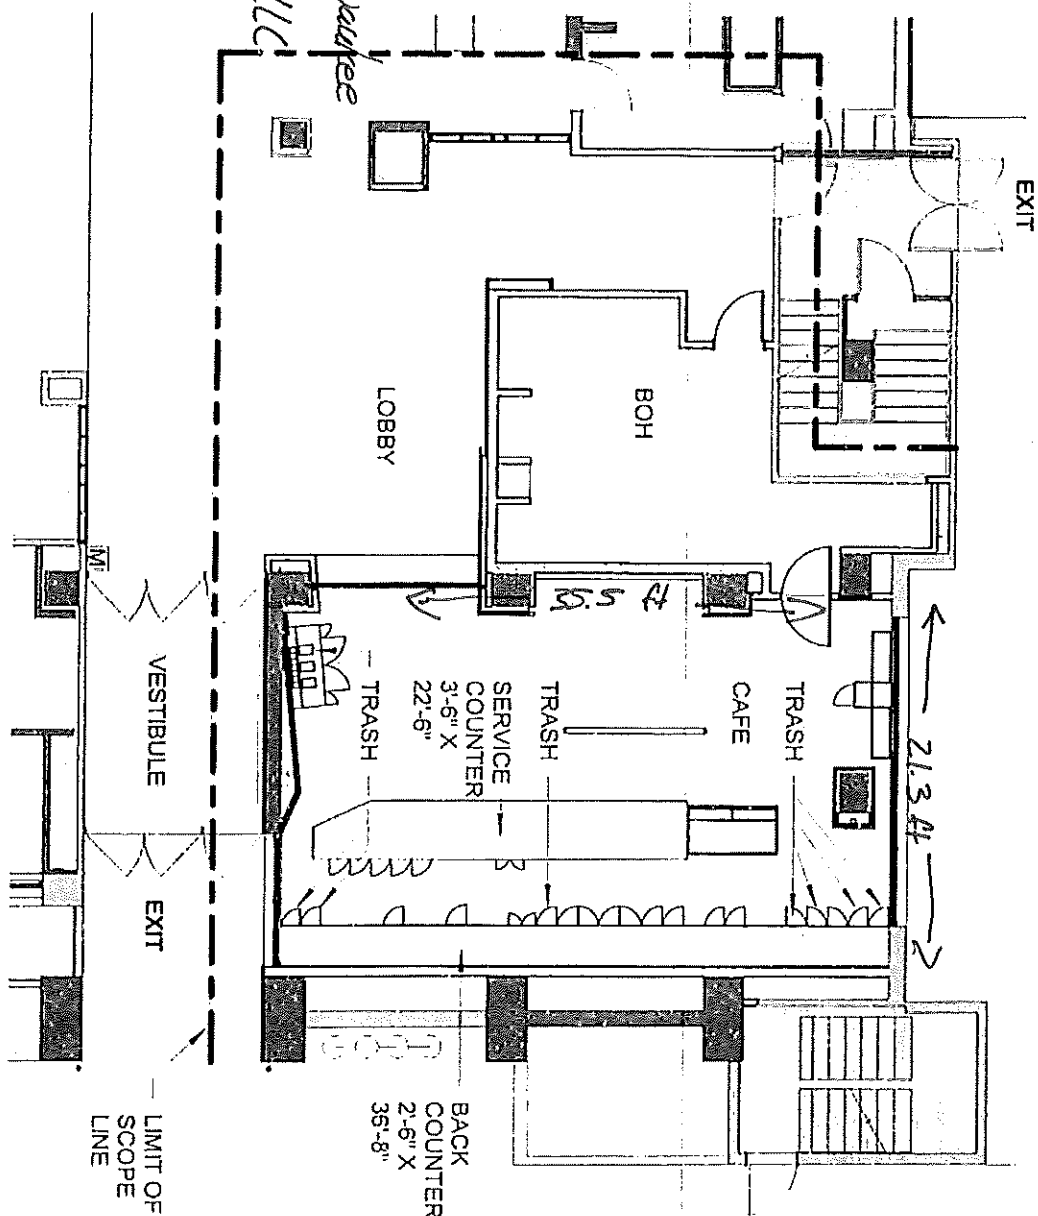 EXIT
LLC
BOH
LOBBY
35.5 ft
21.3 ft
M
VESTIBULE
EXIT
TRASH
CAFE
TRASH
SERVICE
COUNTER
3'-6" X
22'-6"
TRASH
BACK
COUNTER
2'-6" X
36'-8"
LIMIT OF
SCOPE
LINE